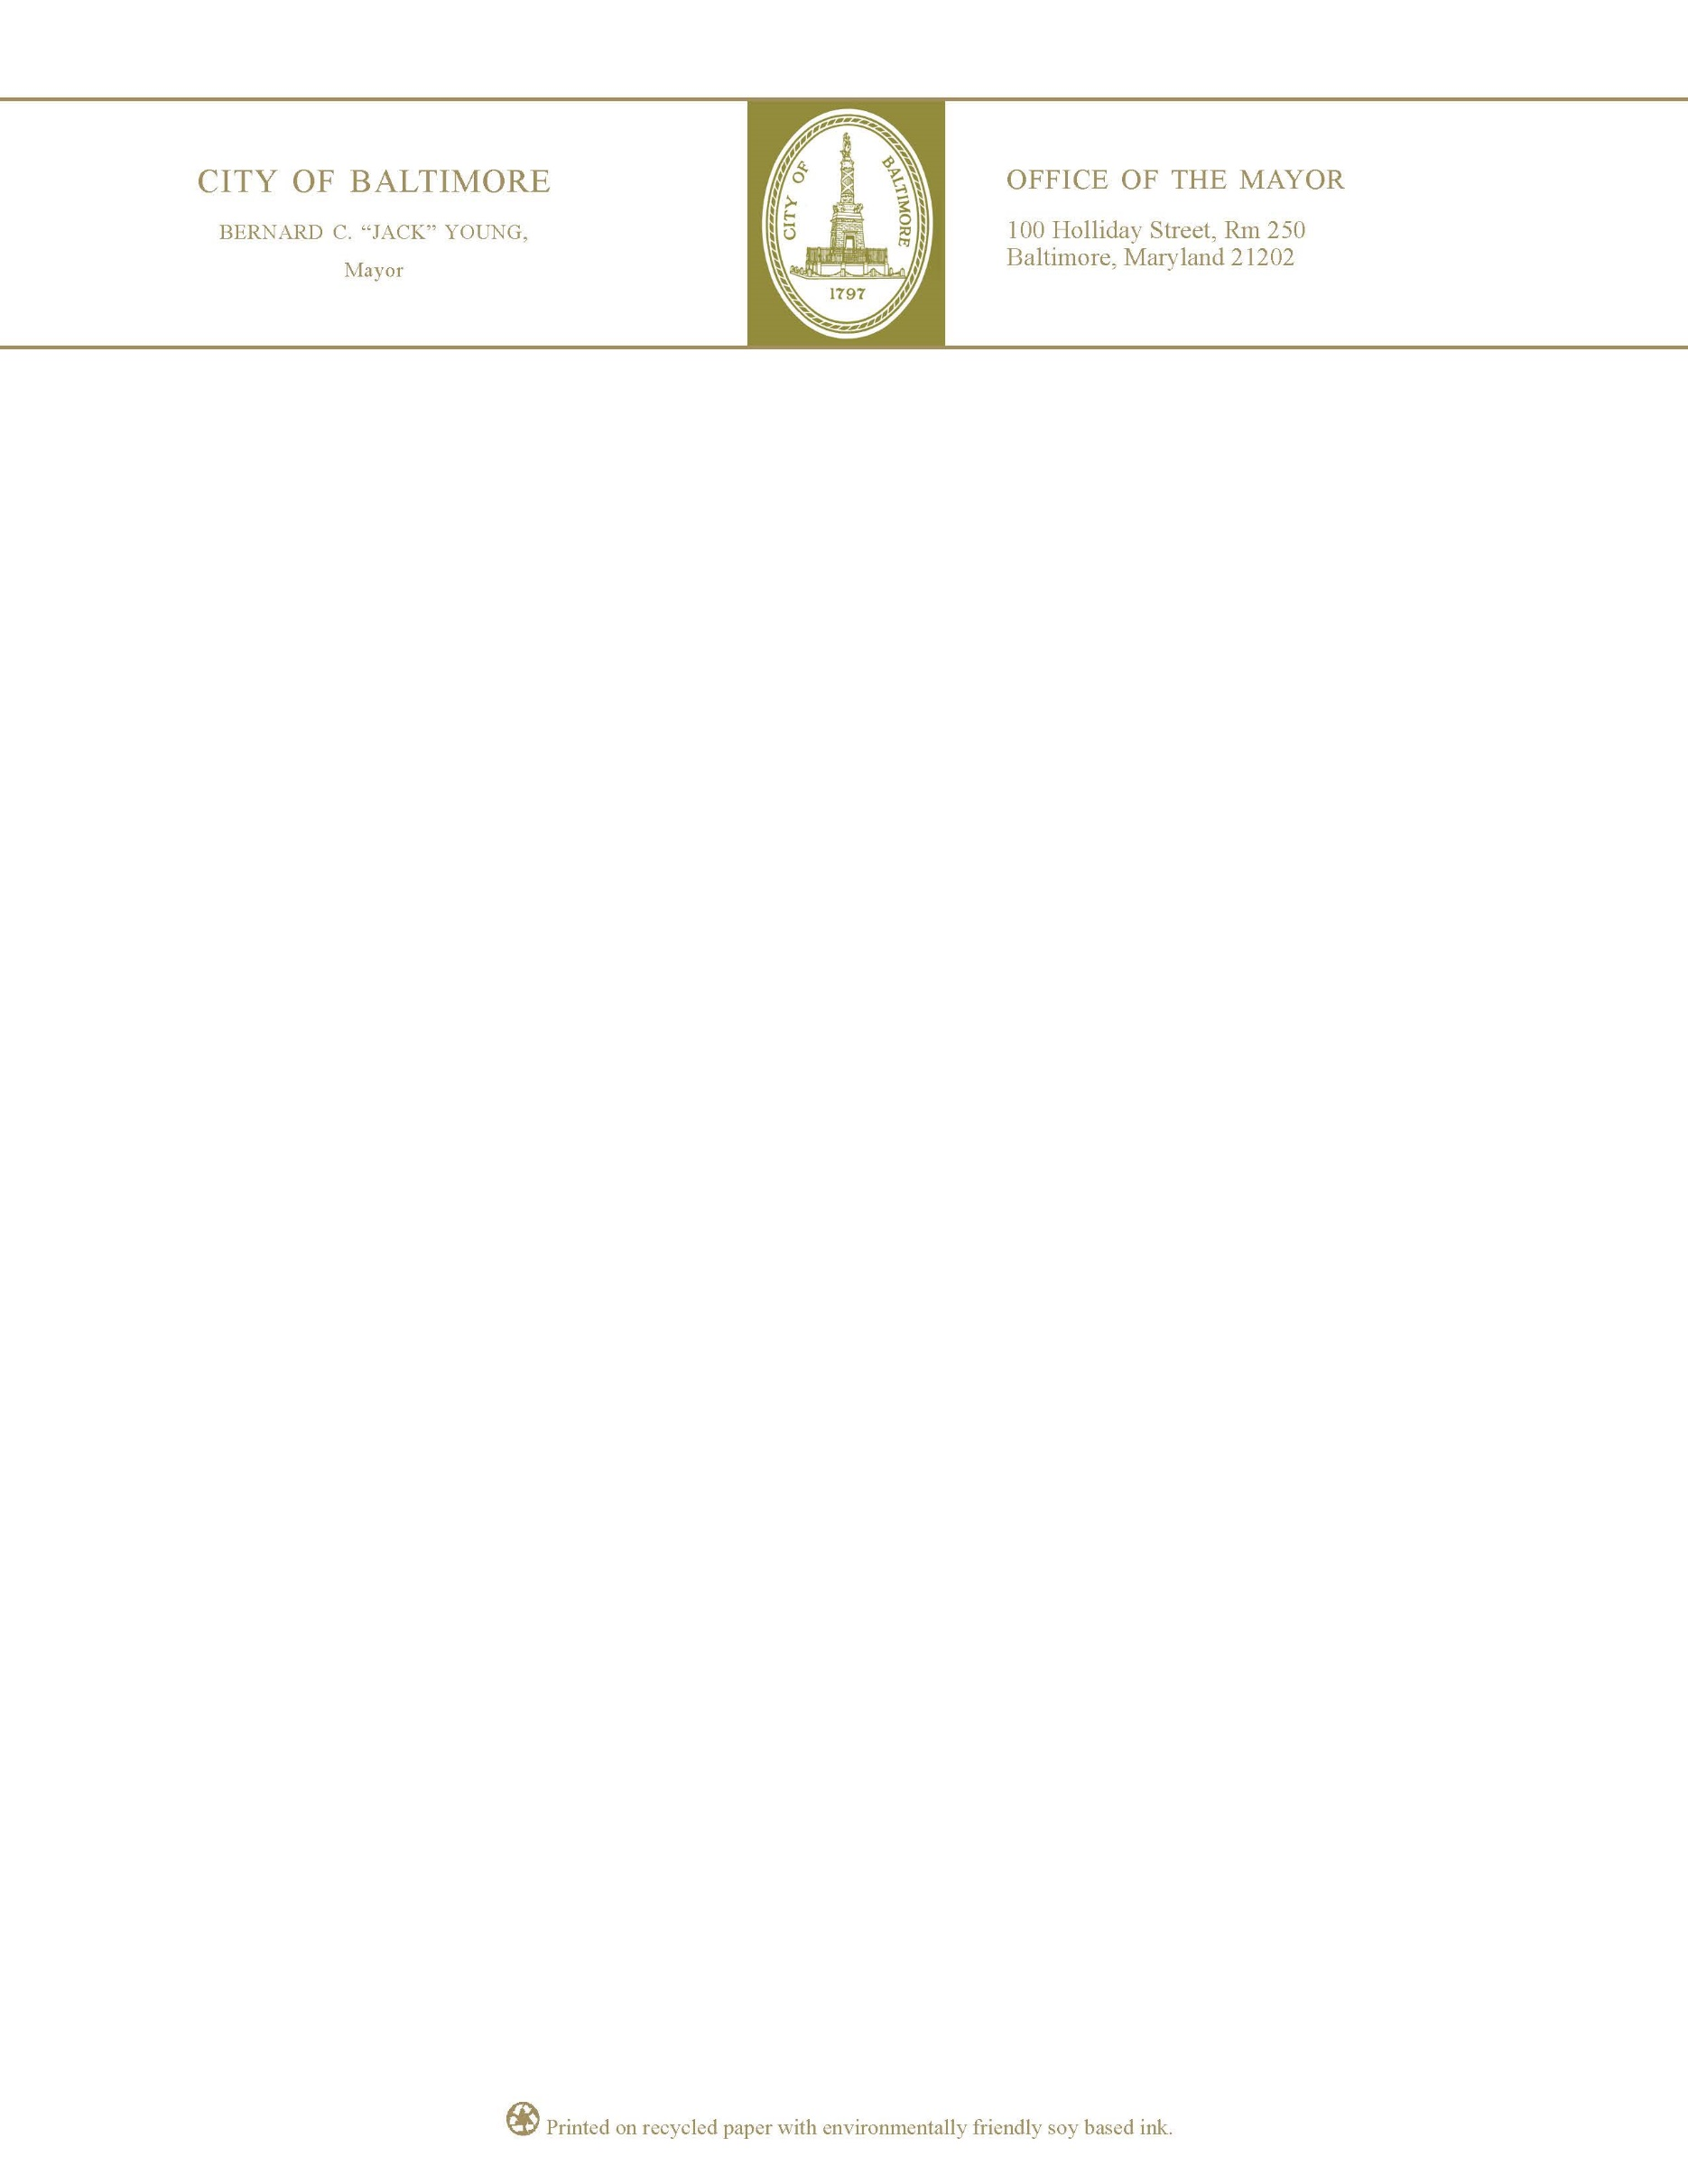 CITY OF BALTIMORE
BERNARD C. “JACK” YOUNG,
Mayor
CITY OF BALTIMORE
1797
OFFICE OF THE MAYOR
100 Holliday Street, Rm 250
Baltimore, Maryland 21202
Printed on recycled paper with environmentally friendly soy based ink.